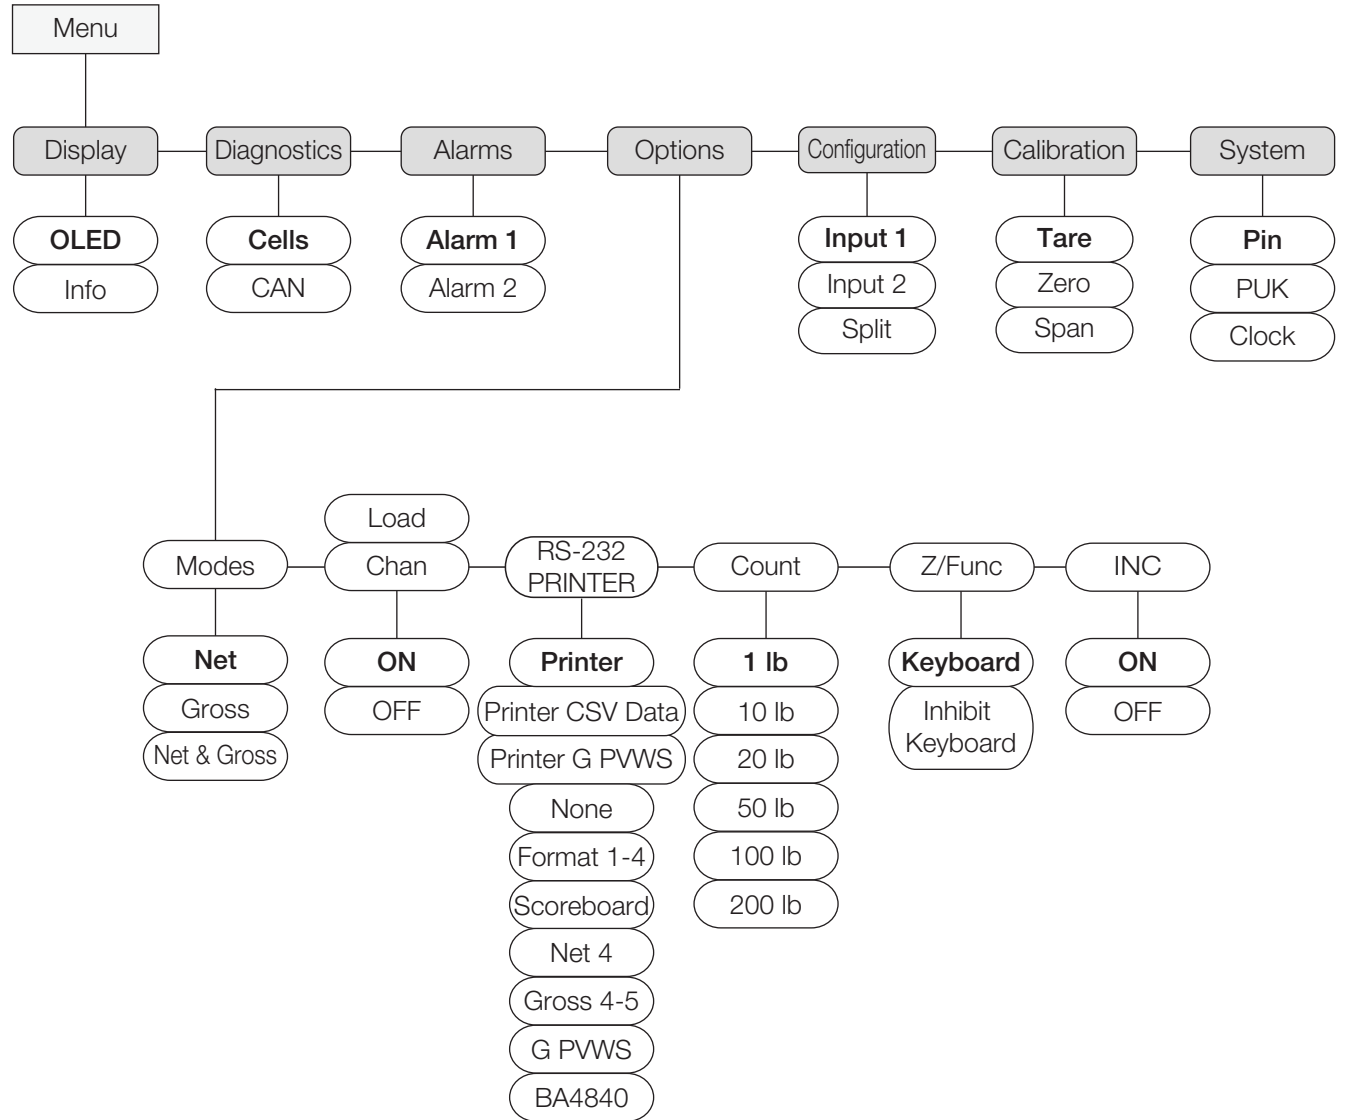 Menu
Display
Diagnostics
Alarms
Options
Configuration
Calibration
System
OLED
Info
Cells
CAN
Alarm 1
Alarm 2
Input 1
Input 2
Split
Tare
Zero
Span
Pin
PUK
Clock
Modes
Load
Chan
RS-232
PRINTER
Count
Z/Func
INC
Net
Gross
Net & Gross
ON
OFF
Printer
Printer CSV Data
Printer G PVWS
None
Format 1-4
Scoreboard
Net 4
Gross 4-5
G PVWS
BA4840
1 lb
10 lb
20 lb
50 lb
100 lb
200 lb
Keyboard
Inhibit
Keyboard
ON
OFF